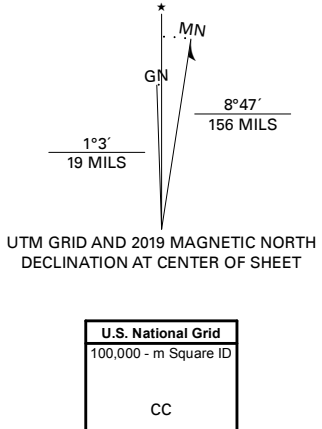 ★
MN
GN
8°47´
156 MILS
1°3´
19 MILS
UTM GRID AND 2019 MAGNETIC NORTH
DECLINATION AT CENTER OF SHEET
U.S. National Grid
100,000 - m Square ID
CC